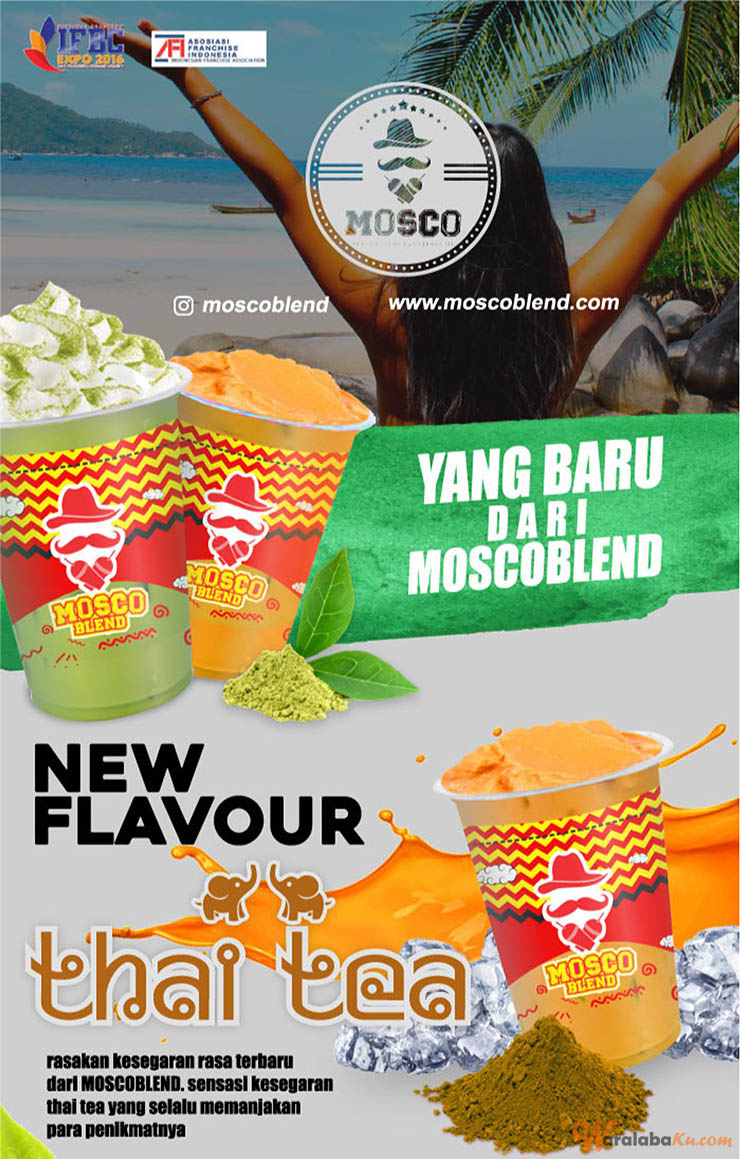 IFBC
EXPO 2016
AFI ASOSIASI
FRANCHISE
INDONESIA
INDONESIAN FRANCHISE ASSOCIATION
MOSCO
moscoblend
www.moscoblend.com
YANG BARU
DARI
MOSCOBLEND
MOSCO
BLEND
MOSCO
BLEND
NEW
FLAVOUR
thai tea
MOSCO
BLEND
rasakan kesegaran rasa terbaru
dari MOSCOBLEND. sensasi kesegaran
thai tea yang selalu memanjakan
para penikmatnya
WaralabaKu.com